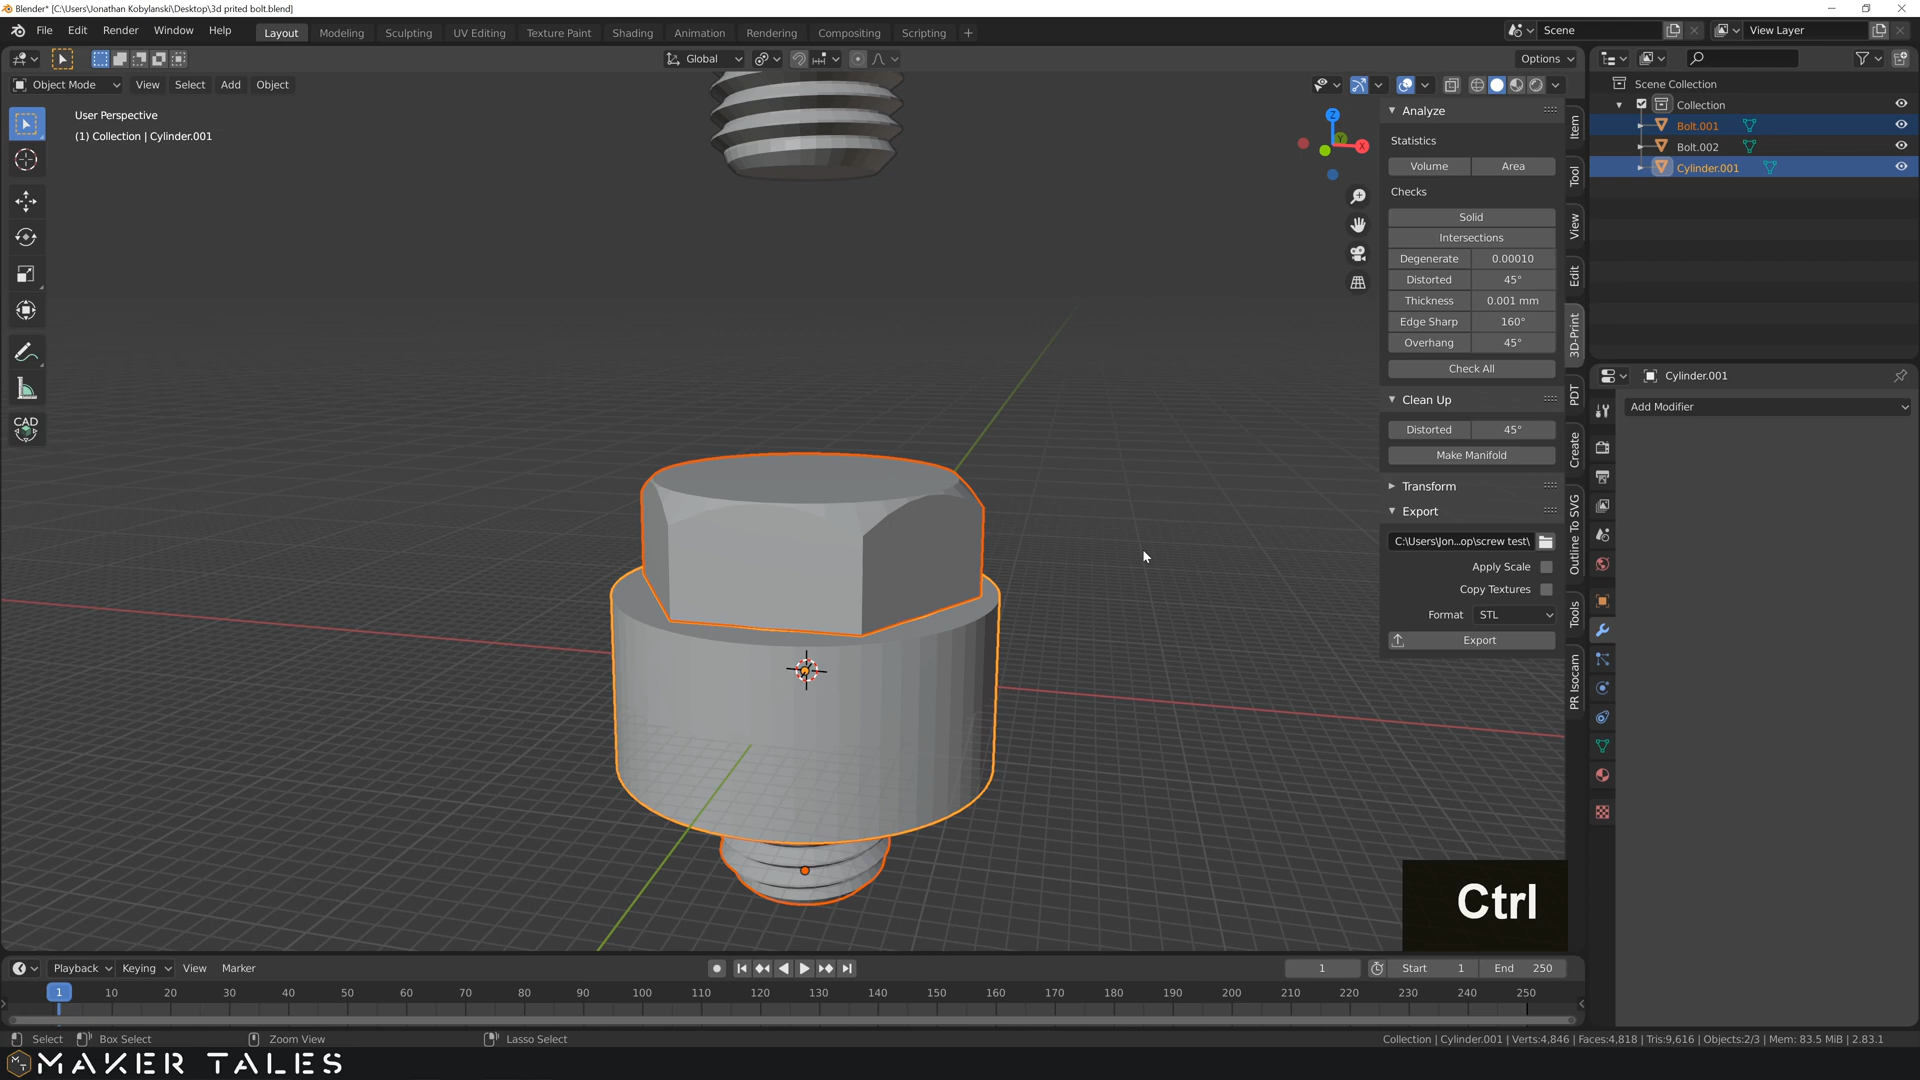 Blender* [C:\Users\Jonathan Kobylanski\Desktop\3d prited bolt.blend]
File Edit Render Window Help Layout Modeling Sculpting UV Editing Texture Paint Shading Animation Rendering Compositing Scripting + Scene View Layer
Global Options
Object Mode View Select Add Object
User Perspective
(1) Collection | Cylinder.001
CAD
Z
Y
X
Analyze
Statistics
Volume Area
Checks
Solid
Intersections
Degenerate 0.00010
Distorted 45°
Thickness 0.001 mm
Edge Sharp 160°
Overhang 45°
Check All
Clean Up
Distorted 45°
Make Manifold
Transform
Export
C:\Users\Jon...op\screw test\
Apply Scale
Copy Textures
Format STL
Export
Item
Tool
View
Edit
3D-Print
PDT
Create
Outline To SVG
Tools
PR Isocam
Scene Collection
Collection
Bolt.001
Bolt.002
Cylinder.001
Cylinder.001
Add Modifier
Ctrl
Playback Keying View Marker 1 Start 1 End 250
1 10 20 30 40 50 60 70 80 90 100 110 120 130 140 150 160 170 180 190 200 210 220 230 240 250
Select Box Select Zoom View Lasso Select Collection | Cylinder.001 | Verts:4,846 | Faces:4,818 | Tris:9,616 | Objects:2/3 | Mem: 83.5 MiB | 2.83.1
MT MAKER TALES